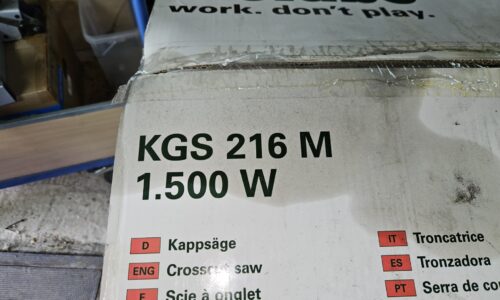 work. don't play.
KGS 216 M
1.500 W
D Kappsäge
ENG Crosscut saw
F Scie à onglet
IT Troncatrice
ES Tronzadora
PT Serra de